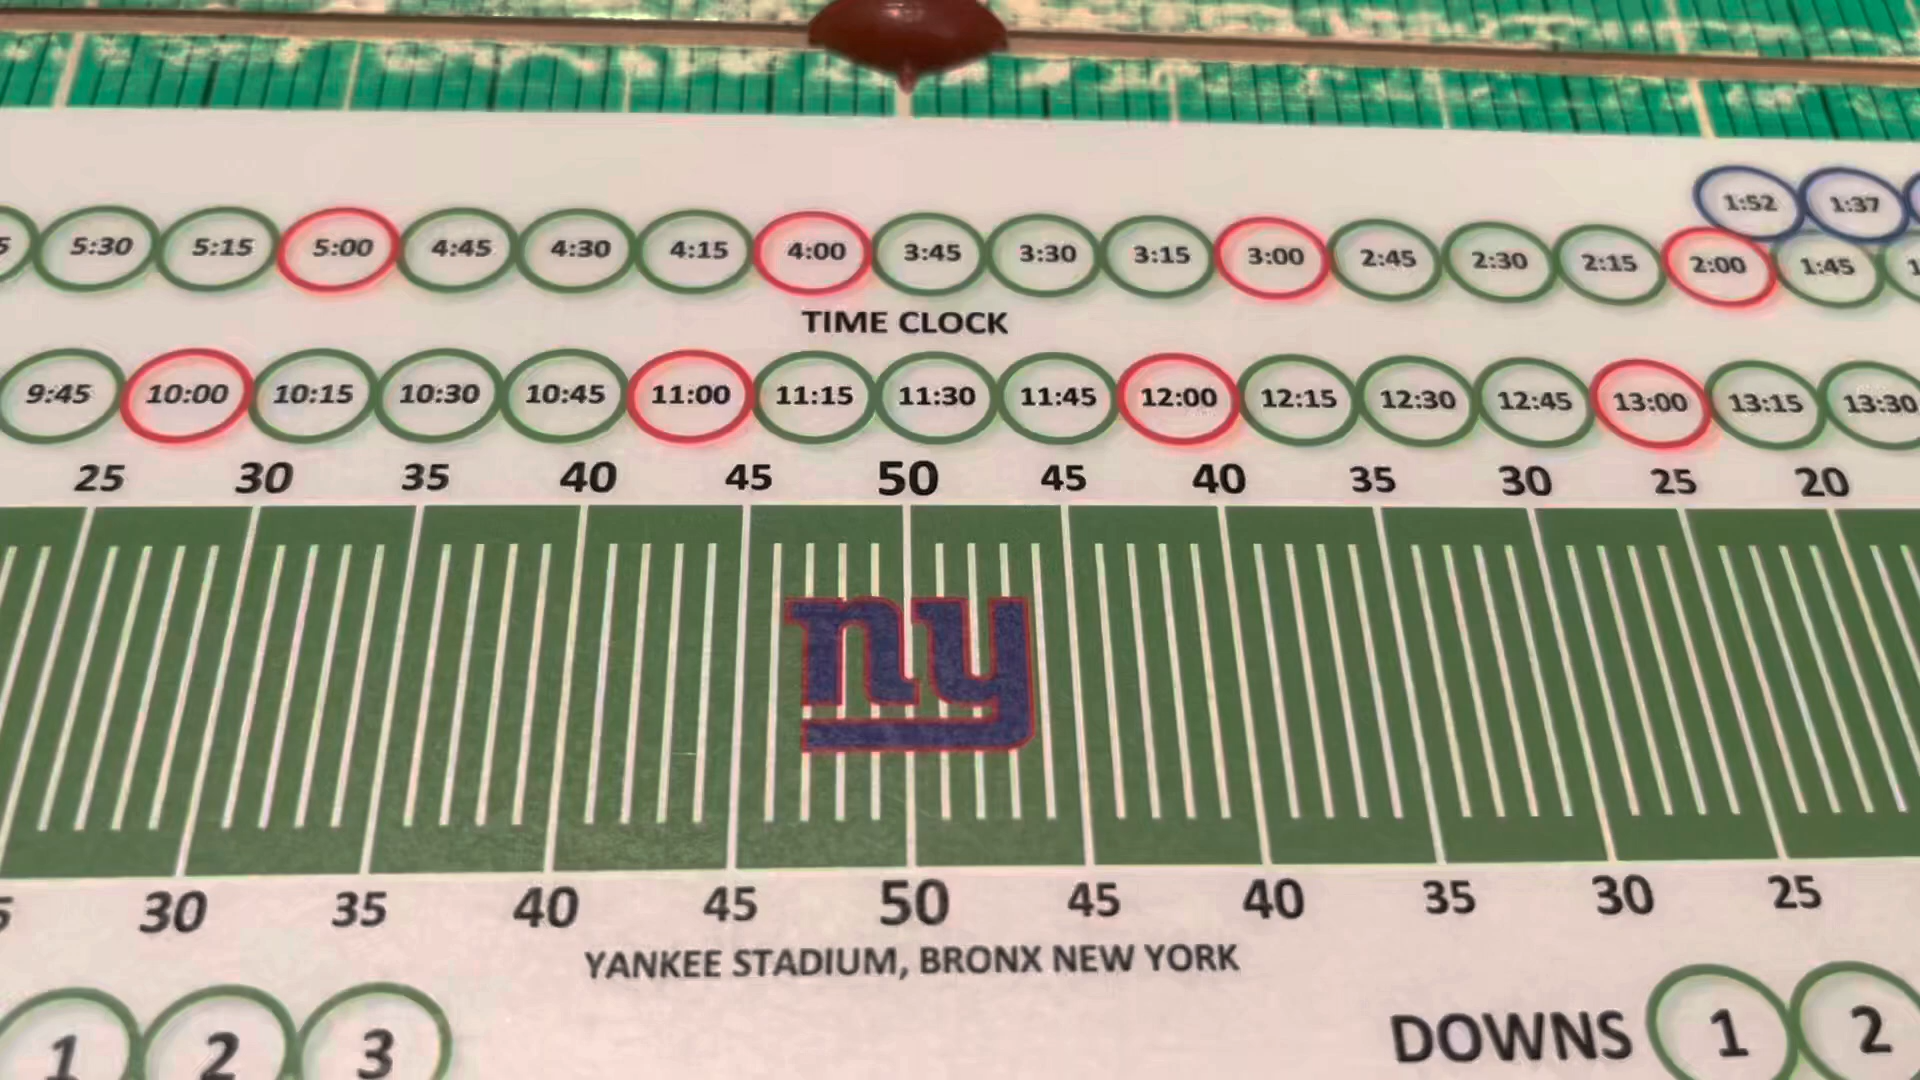 1:52 1:37
5:30 5:15 5:00 4:45 4:30 4:15 4:00 3:45 3:30 3:15 3:00 2:45 2:30 2:15 2:00 1:45
TIME CLOCK
9:45 10:00 10:15 10:30 10:45 11:00 11:15 11:30 11:45 12:00 12:15 12:30 12:45 13:00 13:15 13:30
25 30 35 40 45 50 45 40 35 30 25 20
ny
30 35 40 45 50 45 40 35 30 25
YANKEE STADIUM, BRONX NEW YORK
1 2 3 DOWNS 1 2